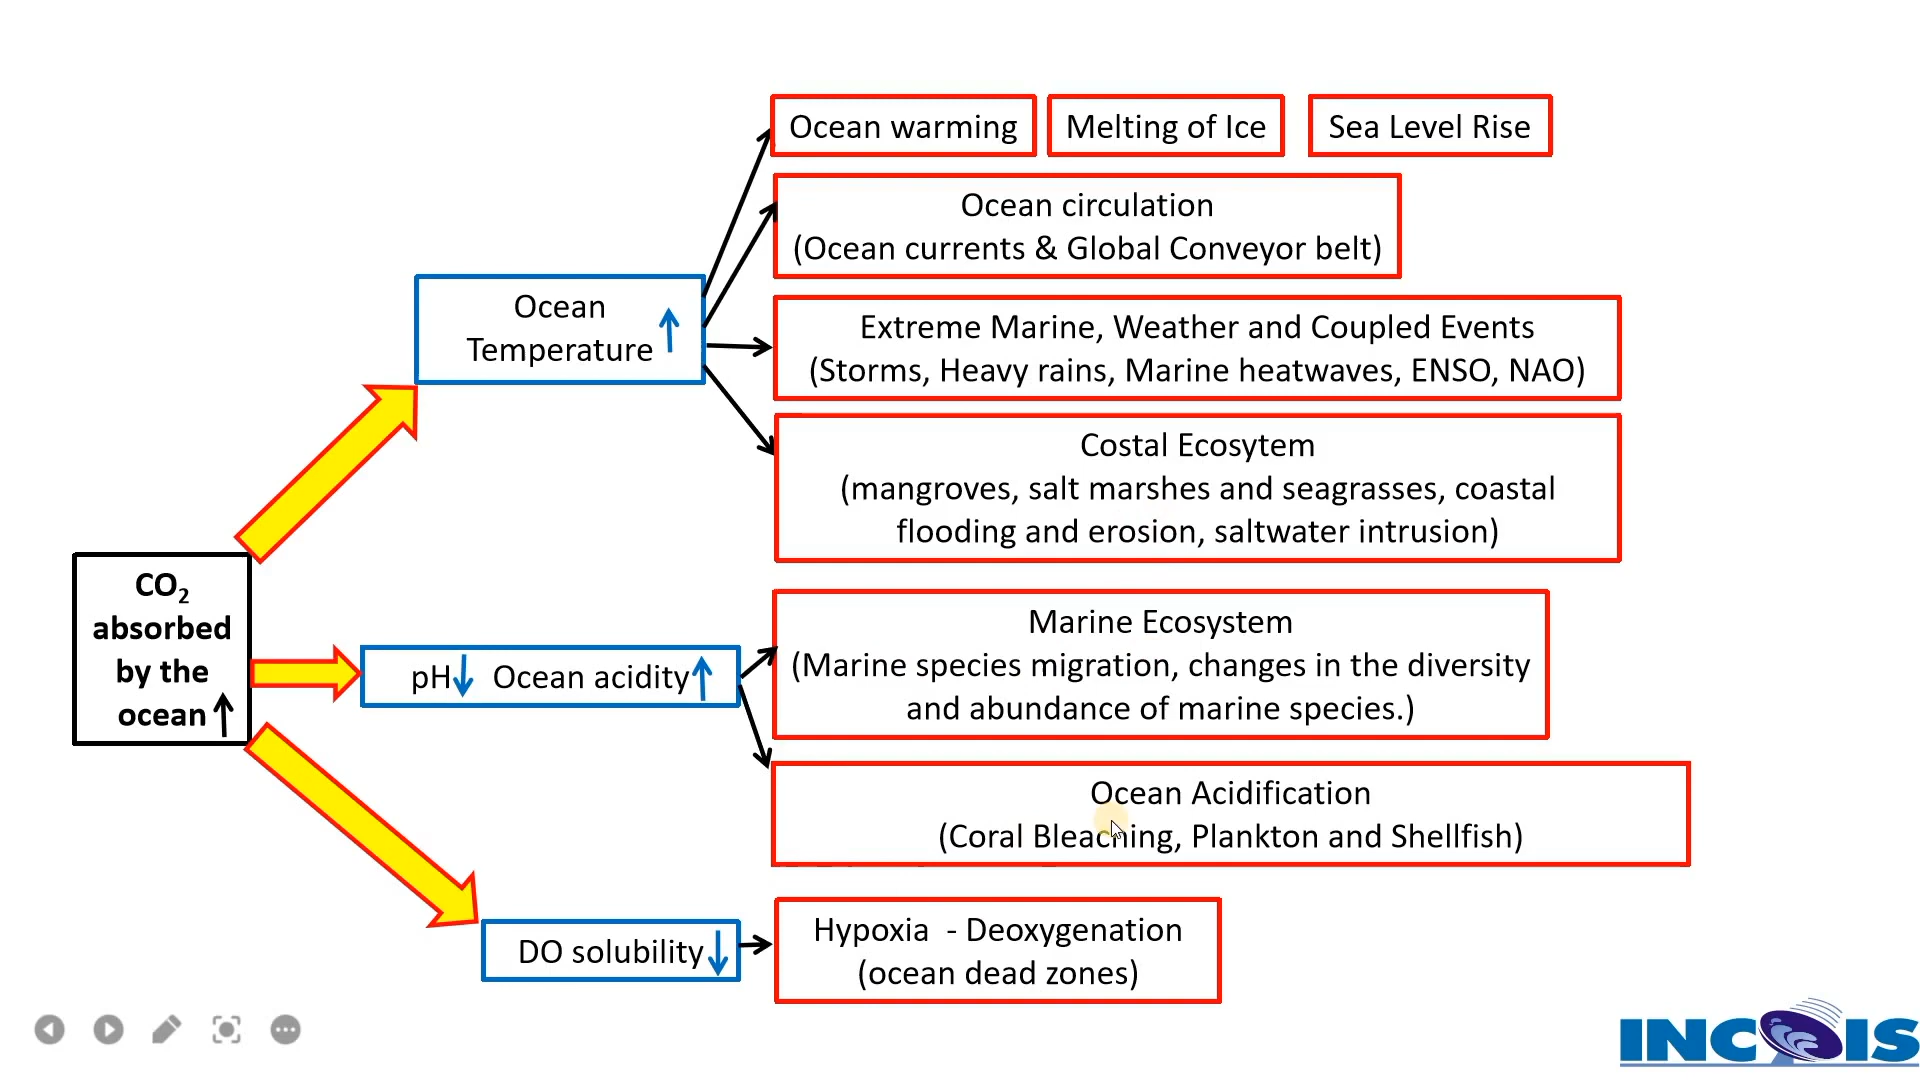 Ocean warming
Melting of Ice
Sea Level Rise
Ocean circulation
(Ocean currents & Global Conveyor belt)
Ocean
Temperature
Extreme Marine, Weather and Coupled Events
(Storms, Heavy rains, Marine heatwaves, ENSO, NAO)
Costal Ecosytem
(mangroves, salt marshes and seagrasses, coastal
flooding and erosion, saltwater intrusion)
CO₂
absorbed
by the
ocean
pH Ocean acidity
Marine Ecosystem
(Marine species migration, changes in the diversity
and abundance of marine species.)
Ocean Acidification
(Coral Bleaching, Plankton and Shellfish)
DO solubility
Hypoxia - Deoxygenation
(ocean dead zones)
INCOIS